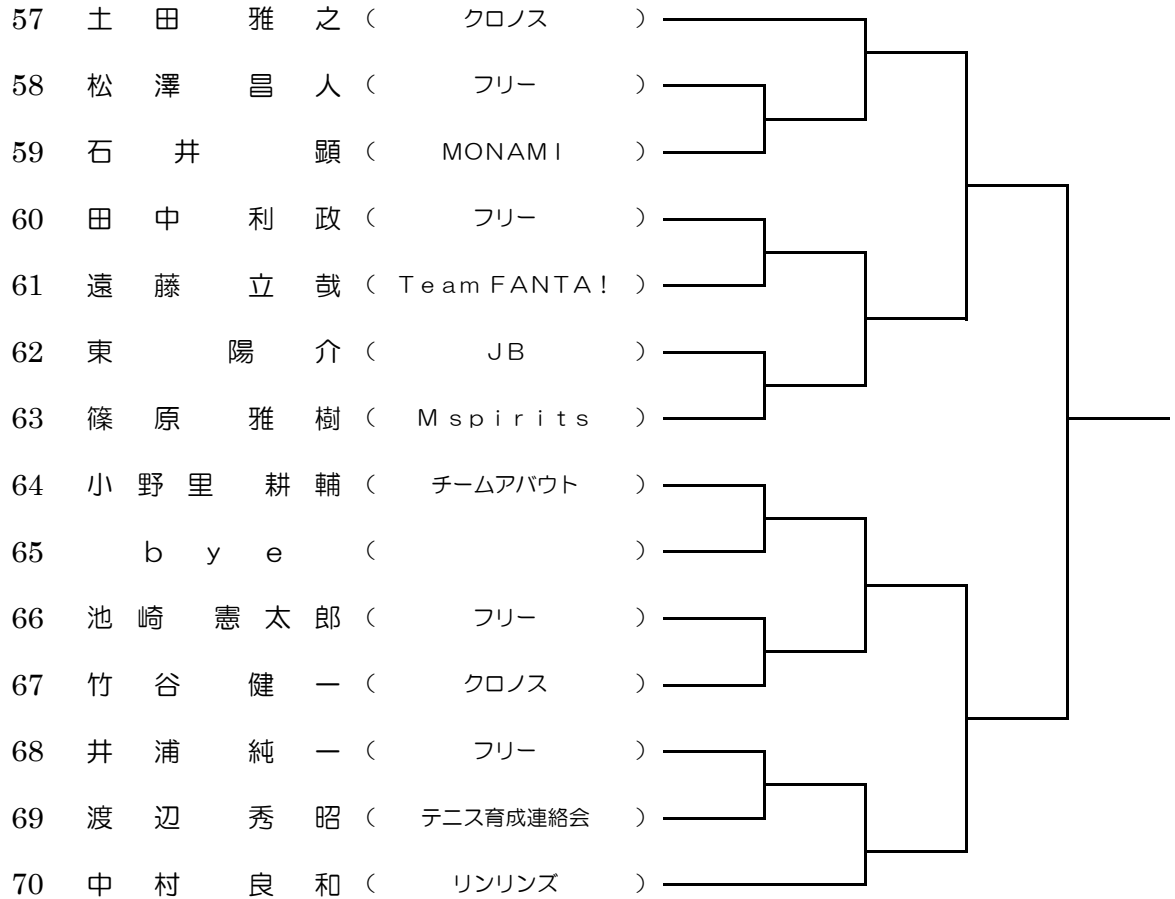 57 土田 雅之 ( クロノス )
58 松澤 昌人 ( フリー )
59 石井 顕 ( MONAMI )
60 田中 利政 ( フリー )
61 遠藤 立哉 ( Team FANTA! )
62 東 陽介 ( JB )
63 篠原 雅樹 ( Mspirits )
64 小野里 耕輔 ( チームアバウト )
65 bye ( )
66 池崎 憲太郎 ( フリー )
67 竹谷 健一 ( クロノス )
68 井浦 純一 ( フリー )
69 渡辺 秀昭 ( テニス育成連絡会 )
70 中村 良和 ( リンリンズ )